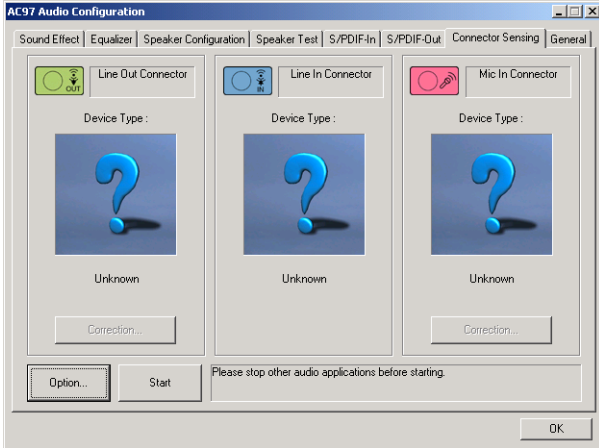 AC97 Audio Configuration
Sound Effect Equalizer Speaker Configuration Speaker Test S/PDIF-In S/PDIF-Out Connector Sensing General
OUT Line Out Connector IN Line In Connector Mic In Connector
Device Type : Device Type : Device Type :
Unknown Unknown Unknown
Correction... Correction...
Option... Start Please stop other audio applications before starting.
OK